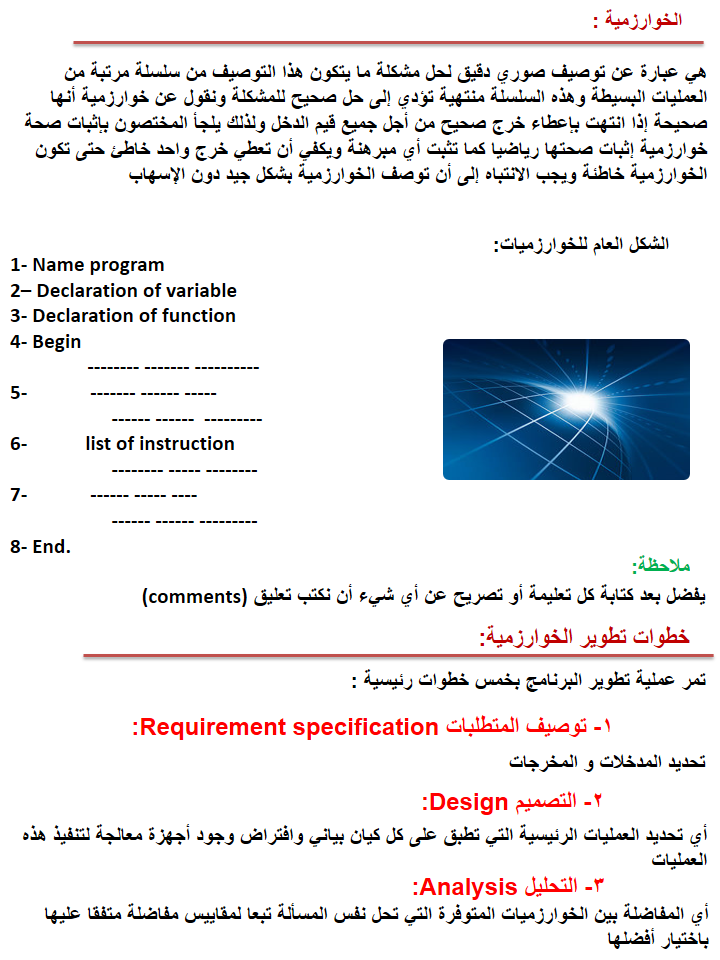 الخوارزمية :
هي عبارة عن توصيف صوري دقيق لحل مشكلة ما يتكون هذا التوصيف من سلسلة مرتبة من
العمليات البسيطة وهذه السلسلة منتهية تؤدي إلى حل صحيح للمشكلة ونقول عن خوارزمية أنها
صحيحة إذا انتهت بإعطاء خرج صحيح من أجل جميع قيم الدخل ولذلك يلجأ المختصون بإثبات صحة
خوارزمية إثبات صحتها رياضيا كما تثبت أي مبرهنة ويكفي أن تعطي خرج واحد خاطئ حتى تكون
الخوارزمية خاطئة ويجب الانتباه إلى أن توصف الخوارزمية بشكل جيد دون الإسهاب
الشكل العام للخوارزميات:
1- Name program
2– Declaration of variable
3- Declaration of function
4- Begin
-------- ------- ----------
5- ------- ------ -----
------ ------ ---------
6- list of instruction
-------- ----- --------
7- ------ ----- ----
------ ------ ---------
8- End.
ملاحظة:
يفضل بعد كتابة كل تعليمة أو تصريح عن أي شيء أن نكتب تعليق (comments)
خطوات تطوير الخوارزمية:
تمر عملية تطوير البرنامج بخمس خطوات رئيسية :
١- توصيف المتطلبات Requirement specification:
تحديد المدخلات و المخرجات
٢- التصميم Design:
أي تحديد العمليات الرئيسية التي تطبق على كل كيان بياني وافتراض وجود أجهزة معالجة لتنفيذ هذه
العمليات
٣- التحليل Analysis:
أي المفاضلة بين الخوارزميات المتوفرة التي تحل نفس المسألة تبعا لمقاييس مفاضلة متفقا عليها
باختيار أفضلها